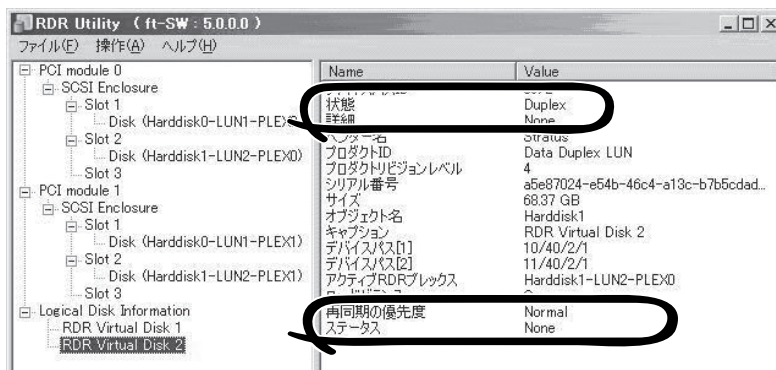 RDR Utility ( ft-SW : 5.0.0.0 )
ファイル(F) 操作(A) ヘルプ(H)
PCI module 0
SCSI Enclosure
Slot 1
Disk (Harddisk0-LUN1-PLEX
Slot 2
Disk (Harddisk1-LUN2-PLEX0)
Slot 3
PCI module 1
SCSI Enclosure
Slot 1
Disk (Harddisk0-LUN1-PLEX1)
Slot 2
Disk (Harddisk1-LUN2-PLEX1)
Slot 3
Logical Disk Information
RDR Virtual Disk 1
RDR Virtual Disk 2
Name Value
状態 Duplex
詳細 None
ベンダー名 Stratus
プロダクトID Data Duplex LUN
プロダクトリビジョンレベル 4
シリアル番号 a5e87024-e54b-46c4-a13c-b7b5cdad...
サイズ 68.37 GB
オブジェクト名 Harddisk1
キャプション RDR Virtual Disk 2
デバイスパス[1] 10/40/2/1
デバイスパス[2] 11/40/2/1
アクティブRDRプレックス Harddisk1-LUN2-PLEX0
再同期の優先度 Normal
ステータス None